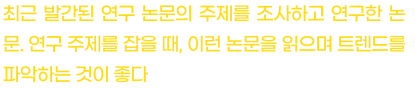 최근 발간된 연구 논문의 주제를 조사하고 연구한 논
문. 연구 주제를 잡을 때, 이런 논문을 읽으며 트렌드를
파악하는 것이 좋다